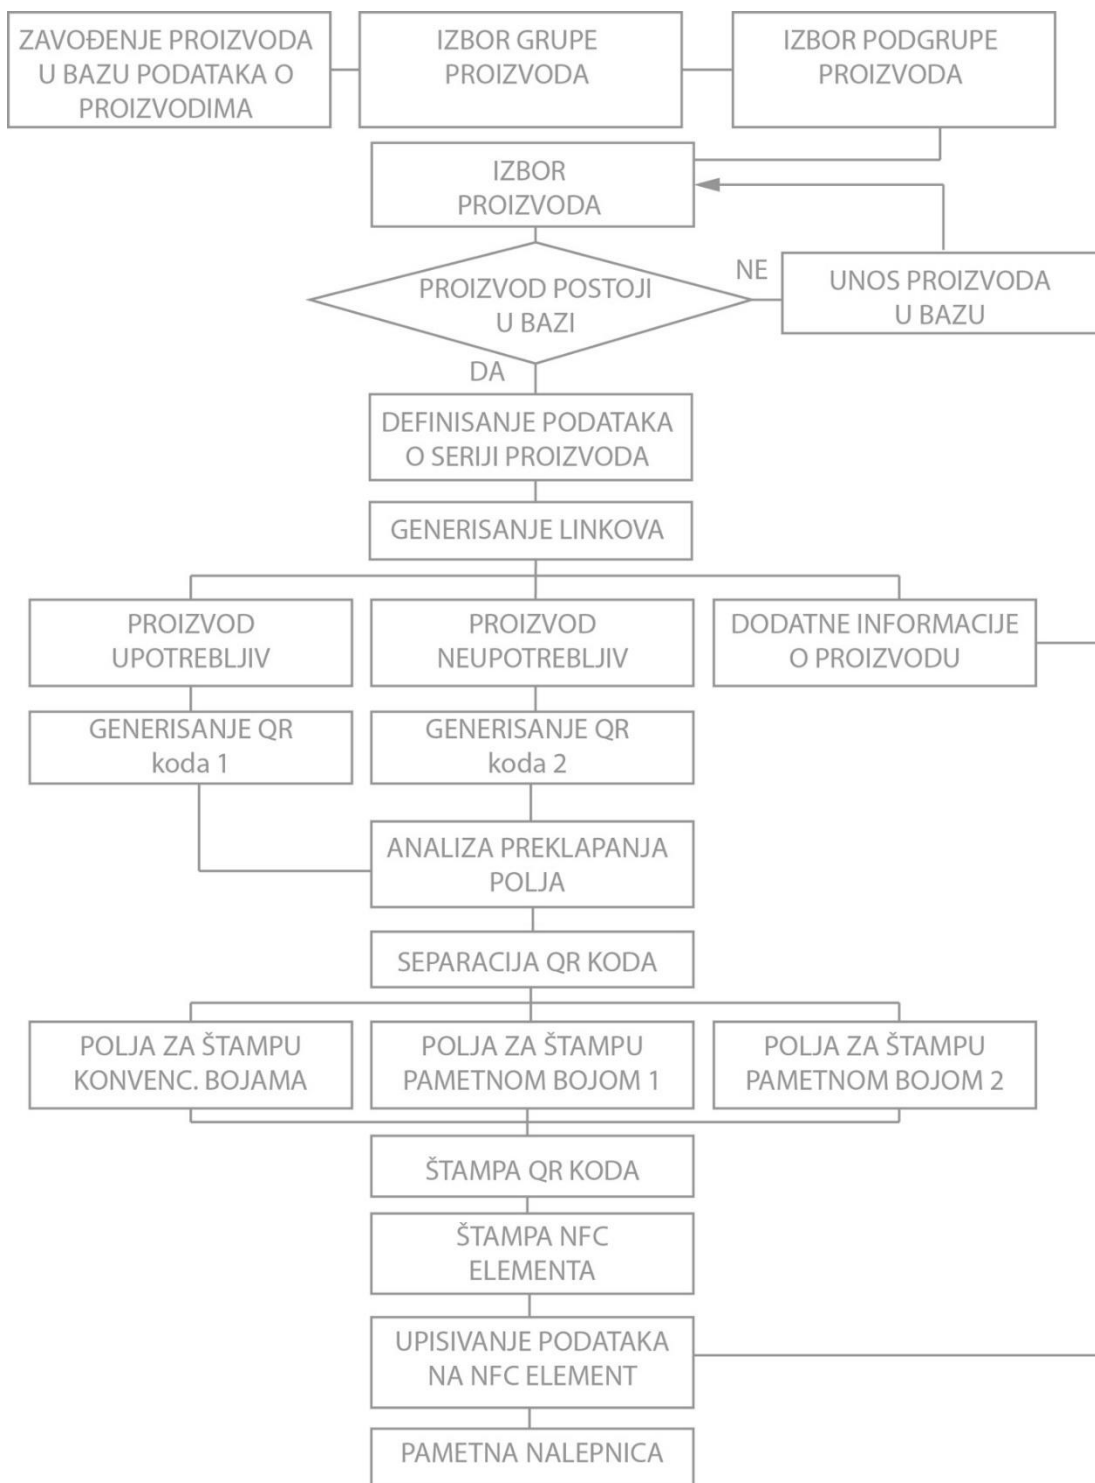 ZAVOĐENJE PROIZVODA
U BAZU PODATAKA O
PROIZVODIMA
IZBOR GRUPE
PROIZVODA
IZBOR PODGRUPE
PROIZVODA
IZBOR
PROIZVODA
PROIZVOD POSTOJI
U BAZI
NE
UNOS PROIZVODA
U BAZU
DA
DEFINISANJE PODATAKA
O SERIJI PROIZVODA
GENERISANJE LINKOVA
PROIZVOD
UPOTREBLJIV
PROIZVOD
NEUPOTREBLJIV
DODATNE INFORMACIJE
O PROIZVODU
GENERISANJE QR
koda 1
GENERISANJE QR
koda 2
ANALIZA PREKLAPANJA
POLJA
SEPARACIJA QR KODA
POLJA ZA ŠTAMPU
KONVENC. BOJAMA
POLJA ZA ŠTAMPU
PAMETNOM BOJOM 1
POLJA ZA ŠTAMPU
PAMETNOM BOJOM 2
ŠTAMPA QR KODA
ŠTAMPA NFC
ELEMENTA
UPISIVANJE PODATAKA
NA NFC ELEMENT
PAMETNA NALEPNICA